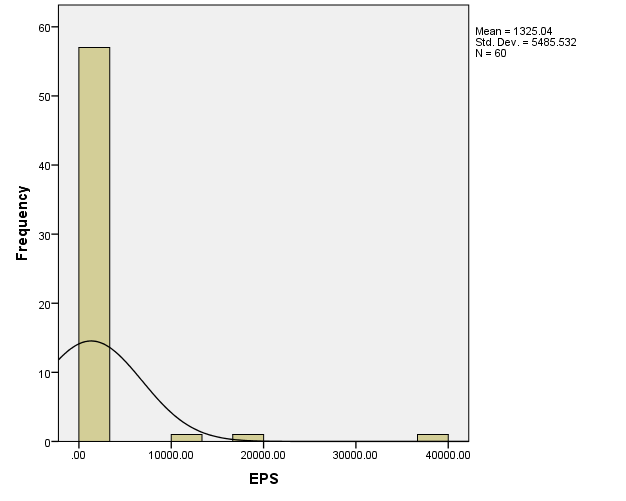 Mean = 1325.04
Std. Dev. = 5485.532
N = 60
60
50
40
30
20
10
0
Frequency
.00 10000.00 20000.00 30000.00 40000.00
EPS